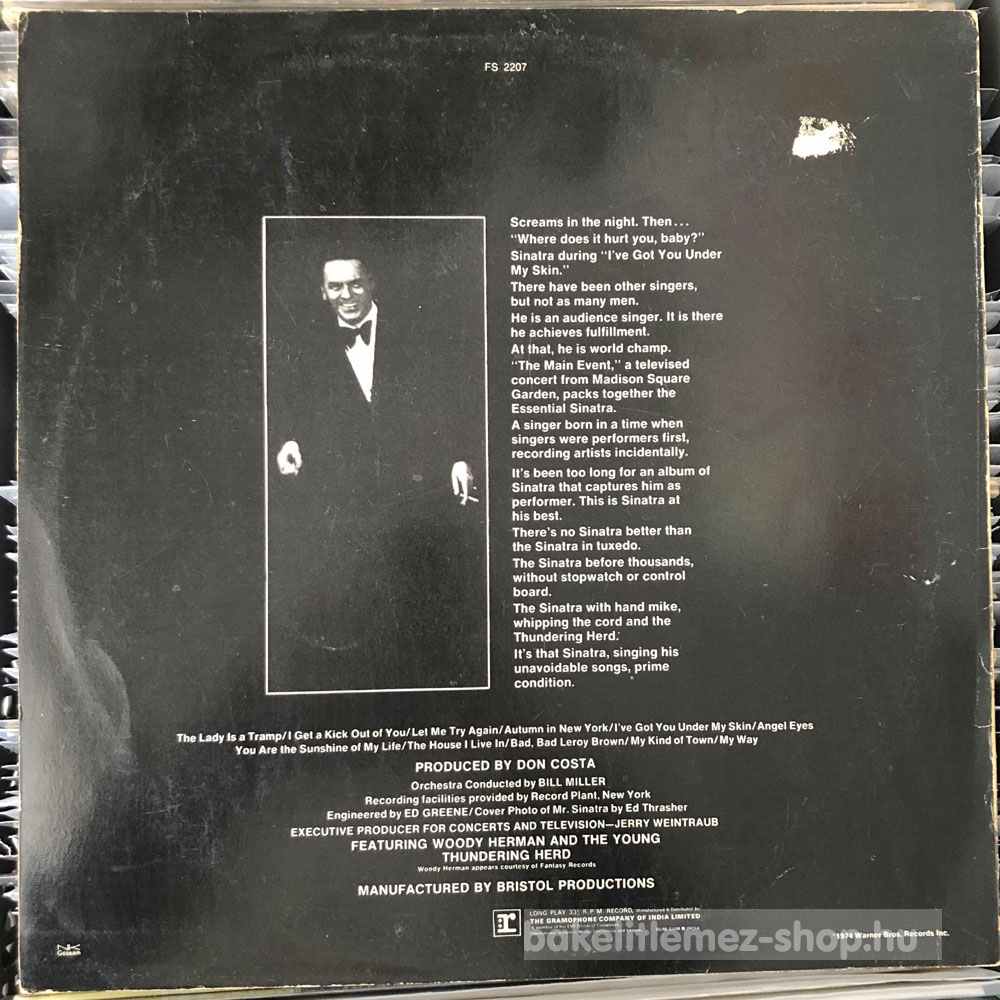 FS 2207
Screams in the night. Then...
"Where does it hurt you, baby?"
Sinatra during "I've Got You Under
My Skin."
There have been other singers,
but not as many men.
He is an audience singer. It is there
he achieves fulfillment.
At that, he is world champ.
"The Main Event," a televised
concert from Madison Square
Garden, packs together the
Essential Sinatra.
A singer born in a time when
singers were performers first,
recording artists incidentally.
It's been too long for an album of
Sinatra that captures him as
performer. This is Sinatra at
his best.
There's no Sinatra better than
the Sinatra in tuxedo.
The Sinatra before thousands,
without stopwatch or control
board.
The Sinatra with hand mike,
whipping the cord and the
Thundering Herd.
It's that Sinatra, singing his
unavoidable songs, prime
condition.
The Lady Is a Tramp/I Get a Kick Out of You/Let Me Try Again/Autumn in New York/I've Got You Under My Skin/Angel Eyes
You Are the Sunshine of My Life/The House I Live In/Bad, Bad Leroy Brown/My Kind of Town/My Way
PRODUCED BY DON COSTA
Orchestra Conducted by BILL MILLER
Recording facilities provided by Record Plant, New York
Engineered by ED GREENE/Cover Photo of Mr. Sinatra by Ed Thrasher
EXECUTIVE PRODUCER FOR CONCERTS AND TELEVISION—JERRY WEINTRAUB
FEATURING WOODY HERMAN AND THE YOUNG
THUNDERING HERD
Woody Herman appears courtesy of Fantasy Records
MANUFACTURED BY BRISTOL PRODUCTIONS
r
LONG PLAY 33⅓ R.P.M. RECORD, Manufactured & Distributed by
THE GRAMOPHONE COMPANY OF INDIA LIMITED
1974 Warner Bros. Records Inc.
bakelitlemez-shop.hu